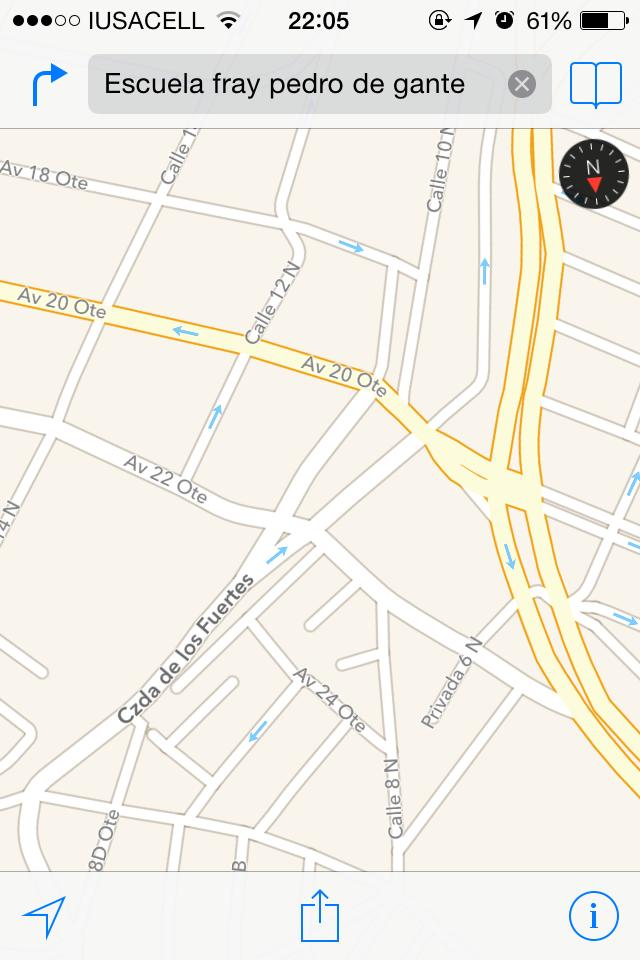 IUSACELL
22:05
61%
Escuela fray pedro de gante
N
Calle 1
Av 18 Ote
Calle 10 N
Av 20 Ote
Calle 12 N
Av 20 Ote
Av 22 Ote
14 N
Czda de los Fuertes
Av 24 Ote
Privada 6 N
Calle 8 N
8D Ote
B
i